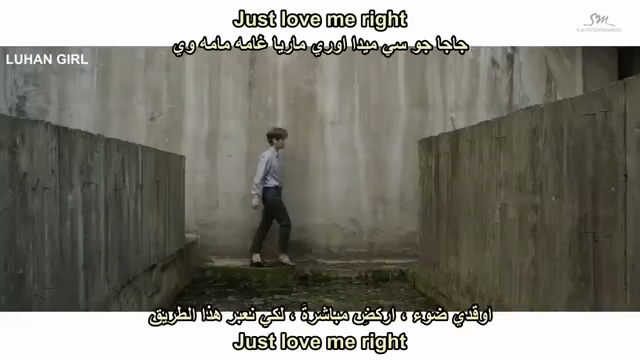 Just love me right
جاجا جو سي ميدا اوري ماريا غامه مامه وي
SM
S.M.ENTERTAINMENT
LUHAN GIRL
اوقدي ضوء ، اركض مباشرةً ، لكي نعبر هذا الطريق
Just love me right